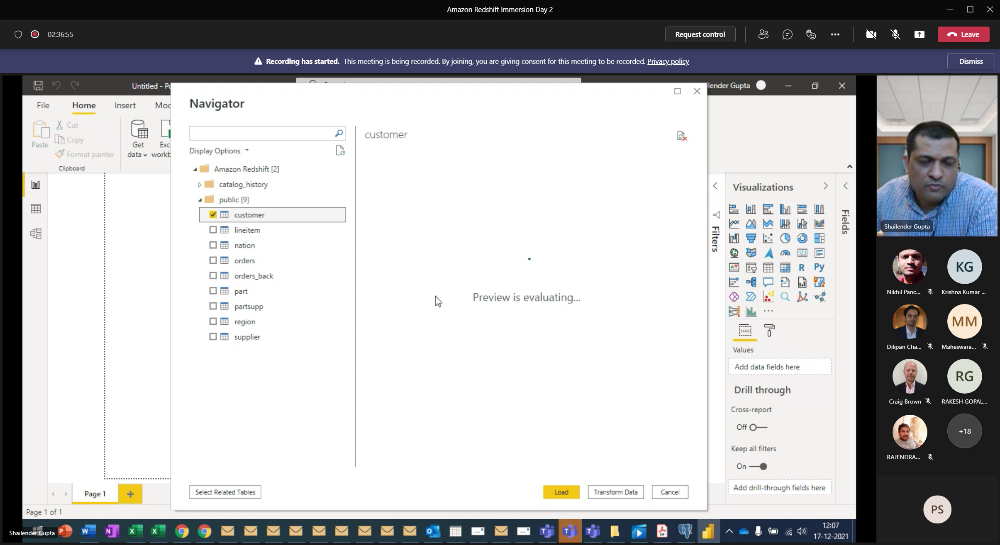 Amazon Redshift Immersion Day 2
02:36:55
Request control
Leave
Recording has started. This meeting is being recorded. By joining, you are giving consent for this meeting to be recorded. Privacy policy
Dismiss
Untitled - Po
lender Gupta
File
Home
Insert
Moc
Paste
Cut
Copy
Format painter
Clipboard
Get
data
Exc
workb
Navigator
Display Options
Amazon Redshift [2]
catalog_history
public [9]
customer
lineitem
nation
orders
orders_back
part
partsupp
region
supplier
customer
Preview is evaluating...
Select Related Tables
Load
Transform Data
Cancel
Filters
Visualizations
Fields
123
R
Py
...
Values
Add data fields here
Drill through
Cross-report
Off
Keep all filters
On
Add drill-through fields here
Page 1
+
Page 1 of 1
Shailender Gupta
12:07
17-12-2021
Shailender Gupta
Nikhil Panc...
KG
Krishna Kumar ...
Dilipan Cha...
MM
Maheswara...
Craig Brown
RG
RAKESH GOPAL...
RAJENDRA...
+18
PS